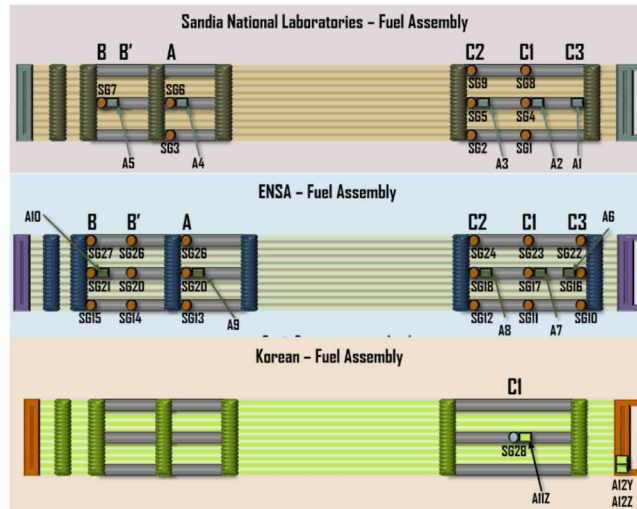 Sandia National Laboratories – Fuel Assembly
B B' A C2 C1 C3
SG7 SG6 SG9 SG8
SG5 SG4
SG3 SG2 SG1
A5 A4 A3 A2 A1
ENSA – Fuel Assembly
A10 B B' A C2 C1 C3 A6
SG27 SG26 SG26 SG24 SG23 SG22
SG21 SG20 SG20 SG18 SG17 SG16
SG15 SG14 SG13 A9 SG12 A8 SG11 A7 SG10
Korean – Fuel Assembly
C1
SG28
A11Z
A12Y
A12Z